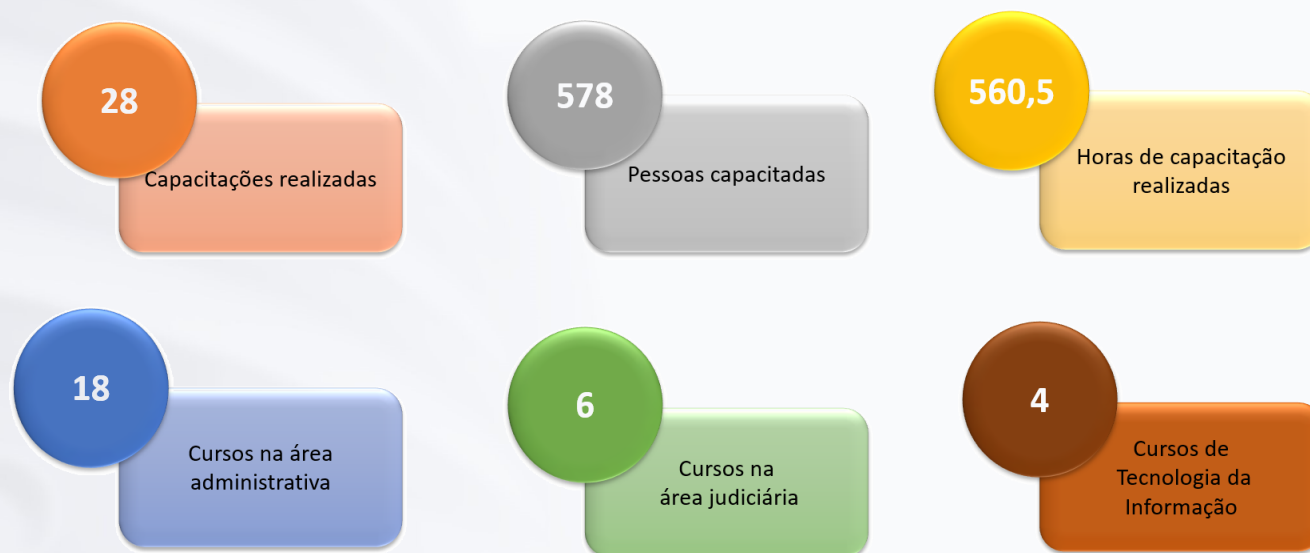 28
Capacitações realizadas
578
Pessoas capacitadas
560,5
Horas de capacitação
realizadas
18
Cursos na área
administrativa
6
Cursos na
área judiciária
4
Cursos de
Tecnologia da
Informação